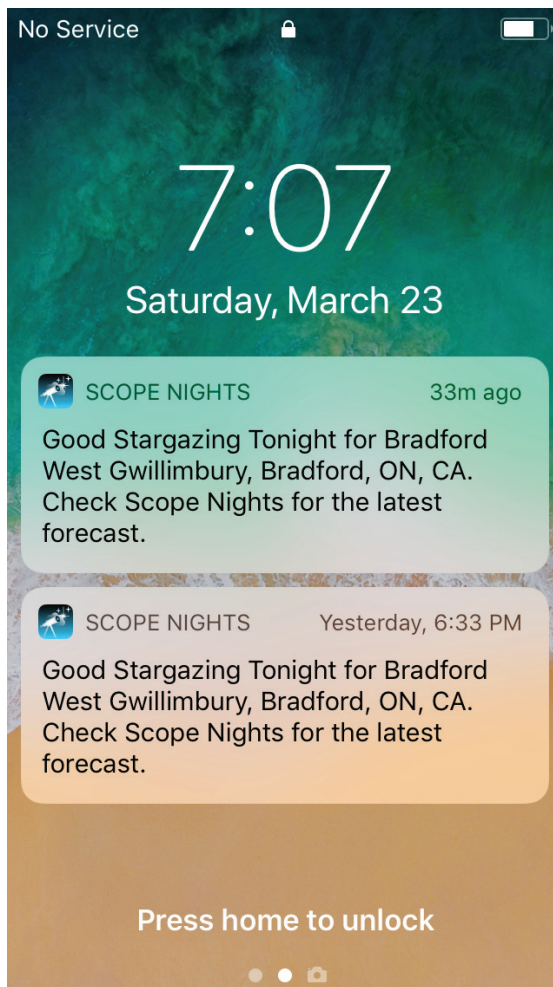 No Service
7:07
Saturday, March 23
SCOPE NIGHTS 33m ago
Good Stargazing Tonight for Bradford
West Gwillimbury, Bradford, ON, CA.
Check Scope Nights for the latest
forecast.
SCOPE NIGHTS Yesterday, 6:33 PM
Good Stargazing Tonight for Bradford
West Gwillimbury, Bradford, ON, CA.
Check Scope Nights for the latest
forecast.
Press home to unlock